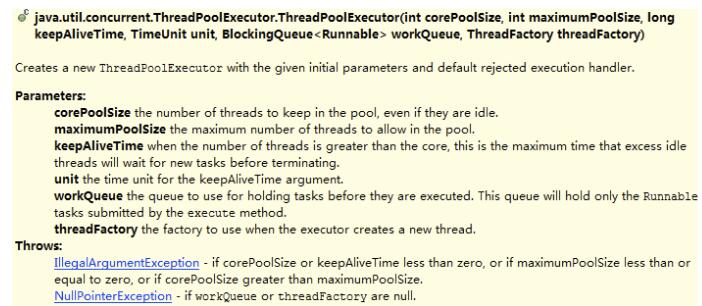 java.util.concurrent.ThreadPoolExecutor.ThreadPoolExecutor(int corePoolSize, int maximumPoolSize, long
keepAliveTime, TimeUnit unit, BlockingQueue<Runnable> workQueue, ThreadFactory threadFactory)
Creates a new ThreadPoolExecutor with the given initial parameters and default rejected execution handler.
Parameters:
corePoolSize the number of threads to keep in the pool, even if they are idle.
maximumPoolSize the maximum number of threads to allow in the pool.
keepAliveTime when the number of threads is greater than the core, this is the maximum time that excess idle
threads will wait for new tasks before terminating.
unit the time unit for the keepAliveTime argument.
workQueue the queue to use for holding tasks before they are executed. This queue will hold only the Runnable
tasks submitted by the execute method.
threadFactory the factory to use when the executor creates a new thread.
Throws:
IllegalArgumentException - if corePoolSize or keepAliveTime less than zero, or if maximumPoolSize less than or
equal to zero, or if corePoolSize greater than maximumPoolSize.
NullPointerException - if workQueue or threadFactory are null.